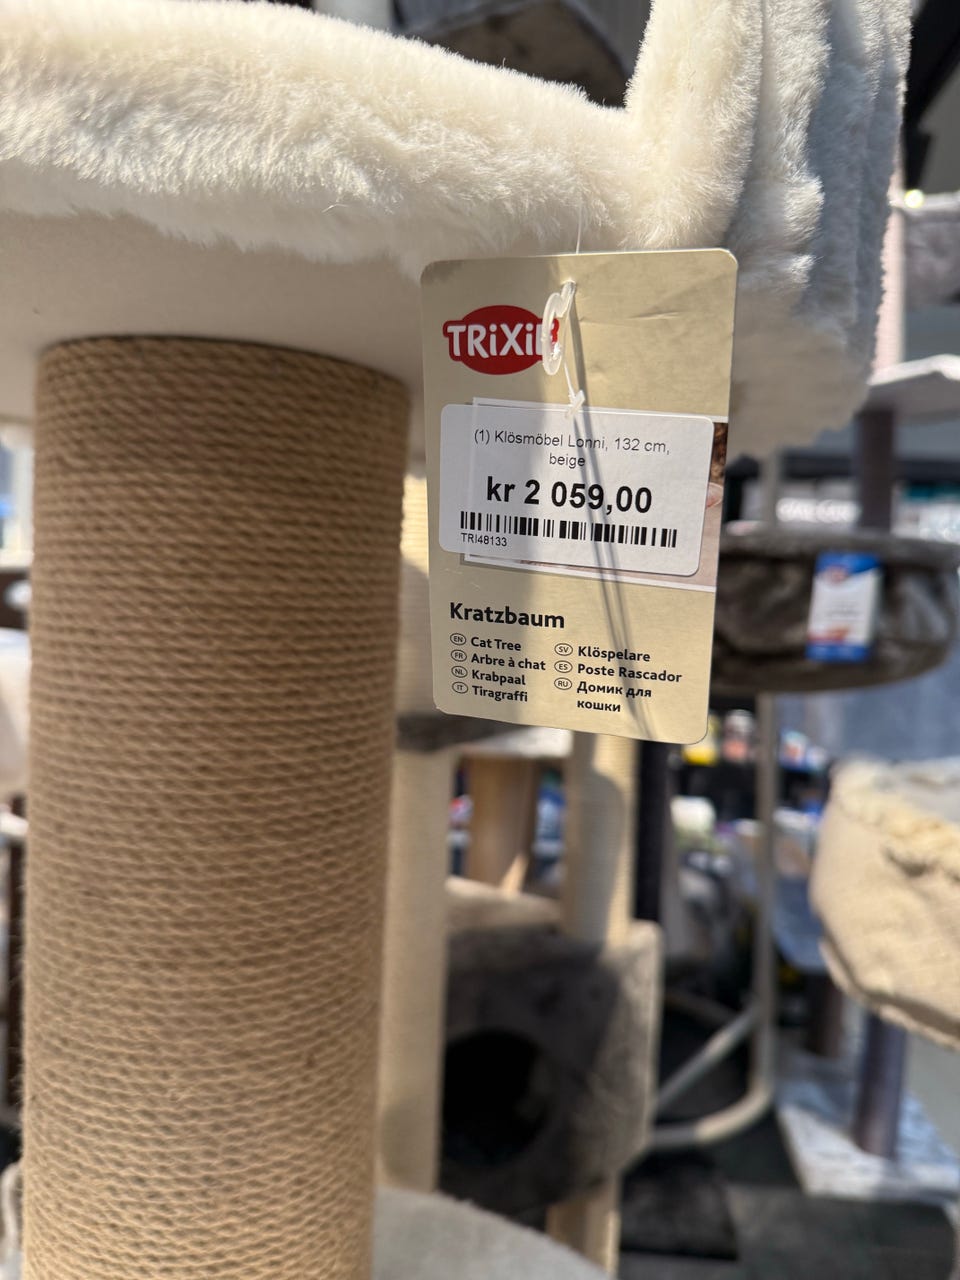 TRiXiE
(1) Klösmöbel Lonni, 132 cm,
beige
kr 2 059,00
TRI48133
Kratzbaum
EN Cat Tree
FR Arbre à chat
NL Krabpaal
IT Tiragraffi
SV Klöspelare
ES Poste Rascador
RU Домик для
кошки